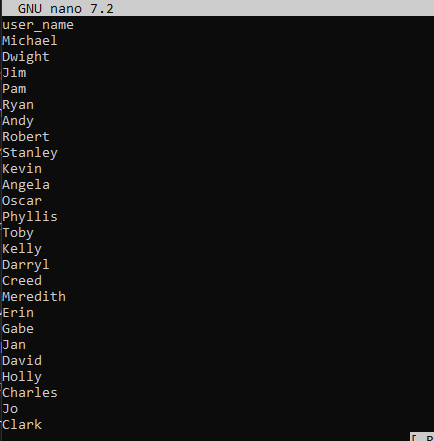 GNU nano 7.2
user_name
Michael
Dwight
Jim
Pam
Ryan
Andy
Robert
Stanley
Kevin
Angela
Oscar
Phyllis
Toby
Kelly
Darryl
Creed
Meredith
Erin
Gabe
Jan
David
Holly
Charles
Jo
Clark